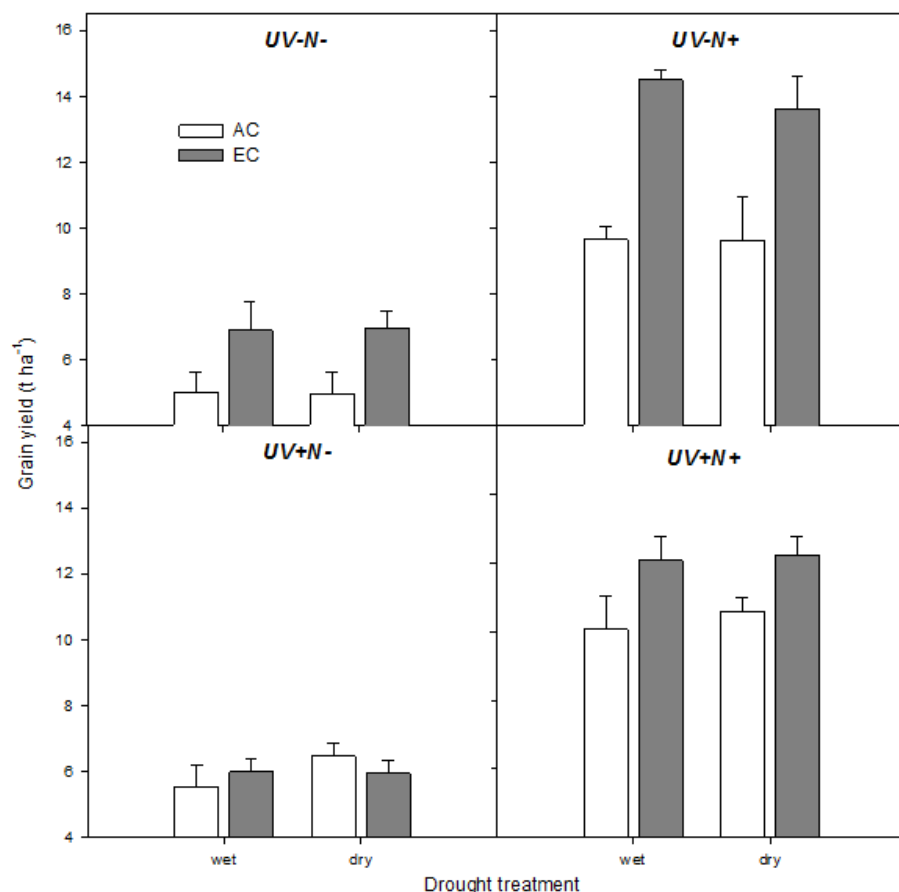 UV-N-
UV-N+
AC
EC
16
14
12
10
8
6
4
UV+N-
UV+N+
16
14
12
10
8
6
4
Grain yield (t ha⁻¹)
wet dry wet dry
Drought treatment